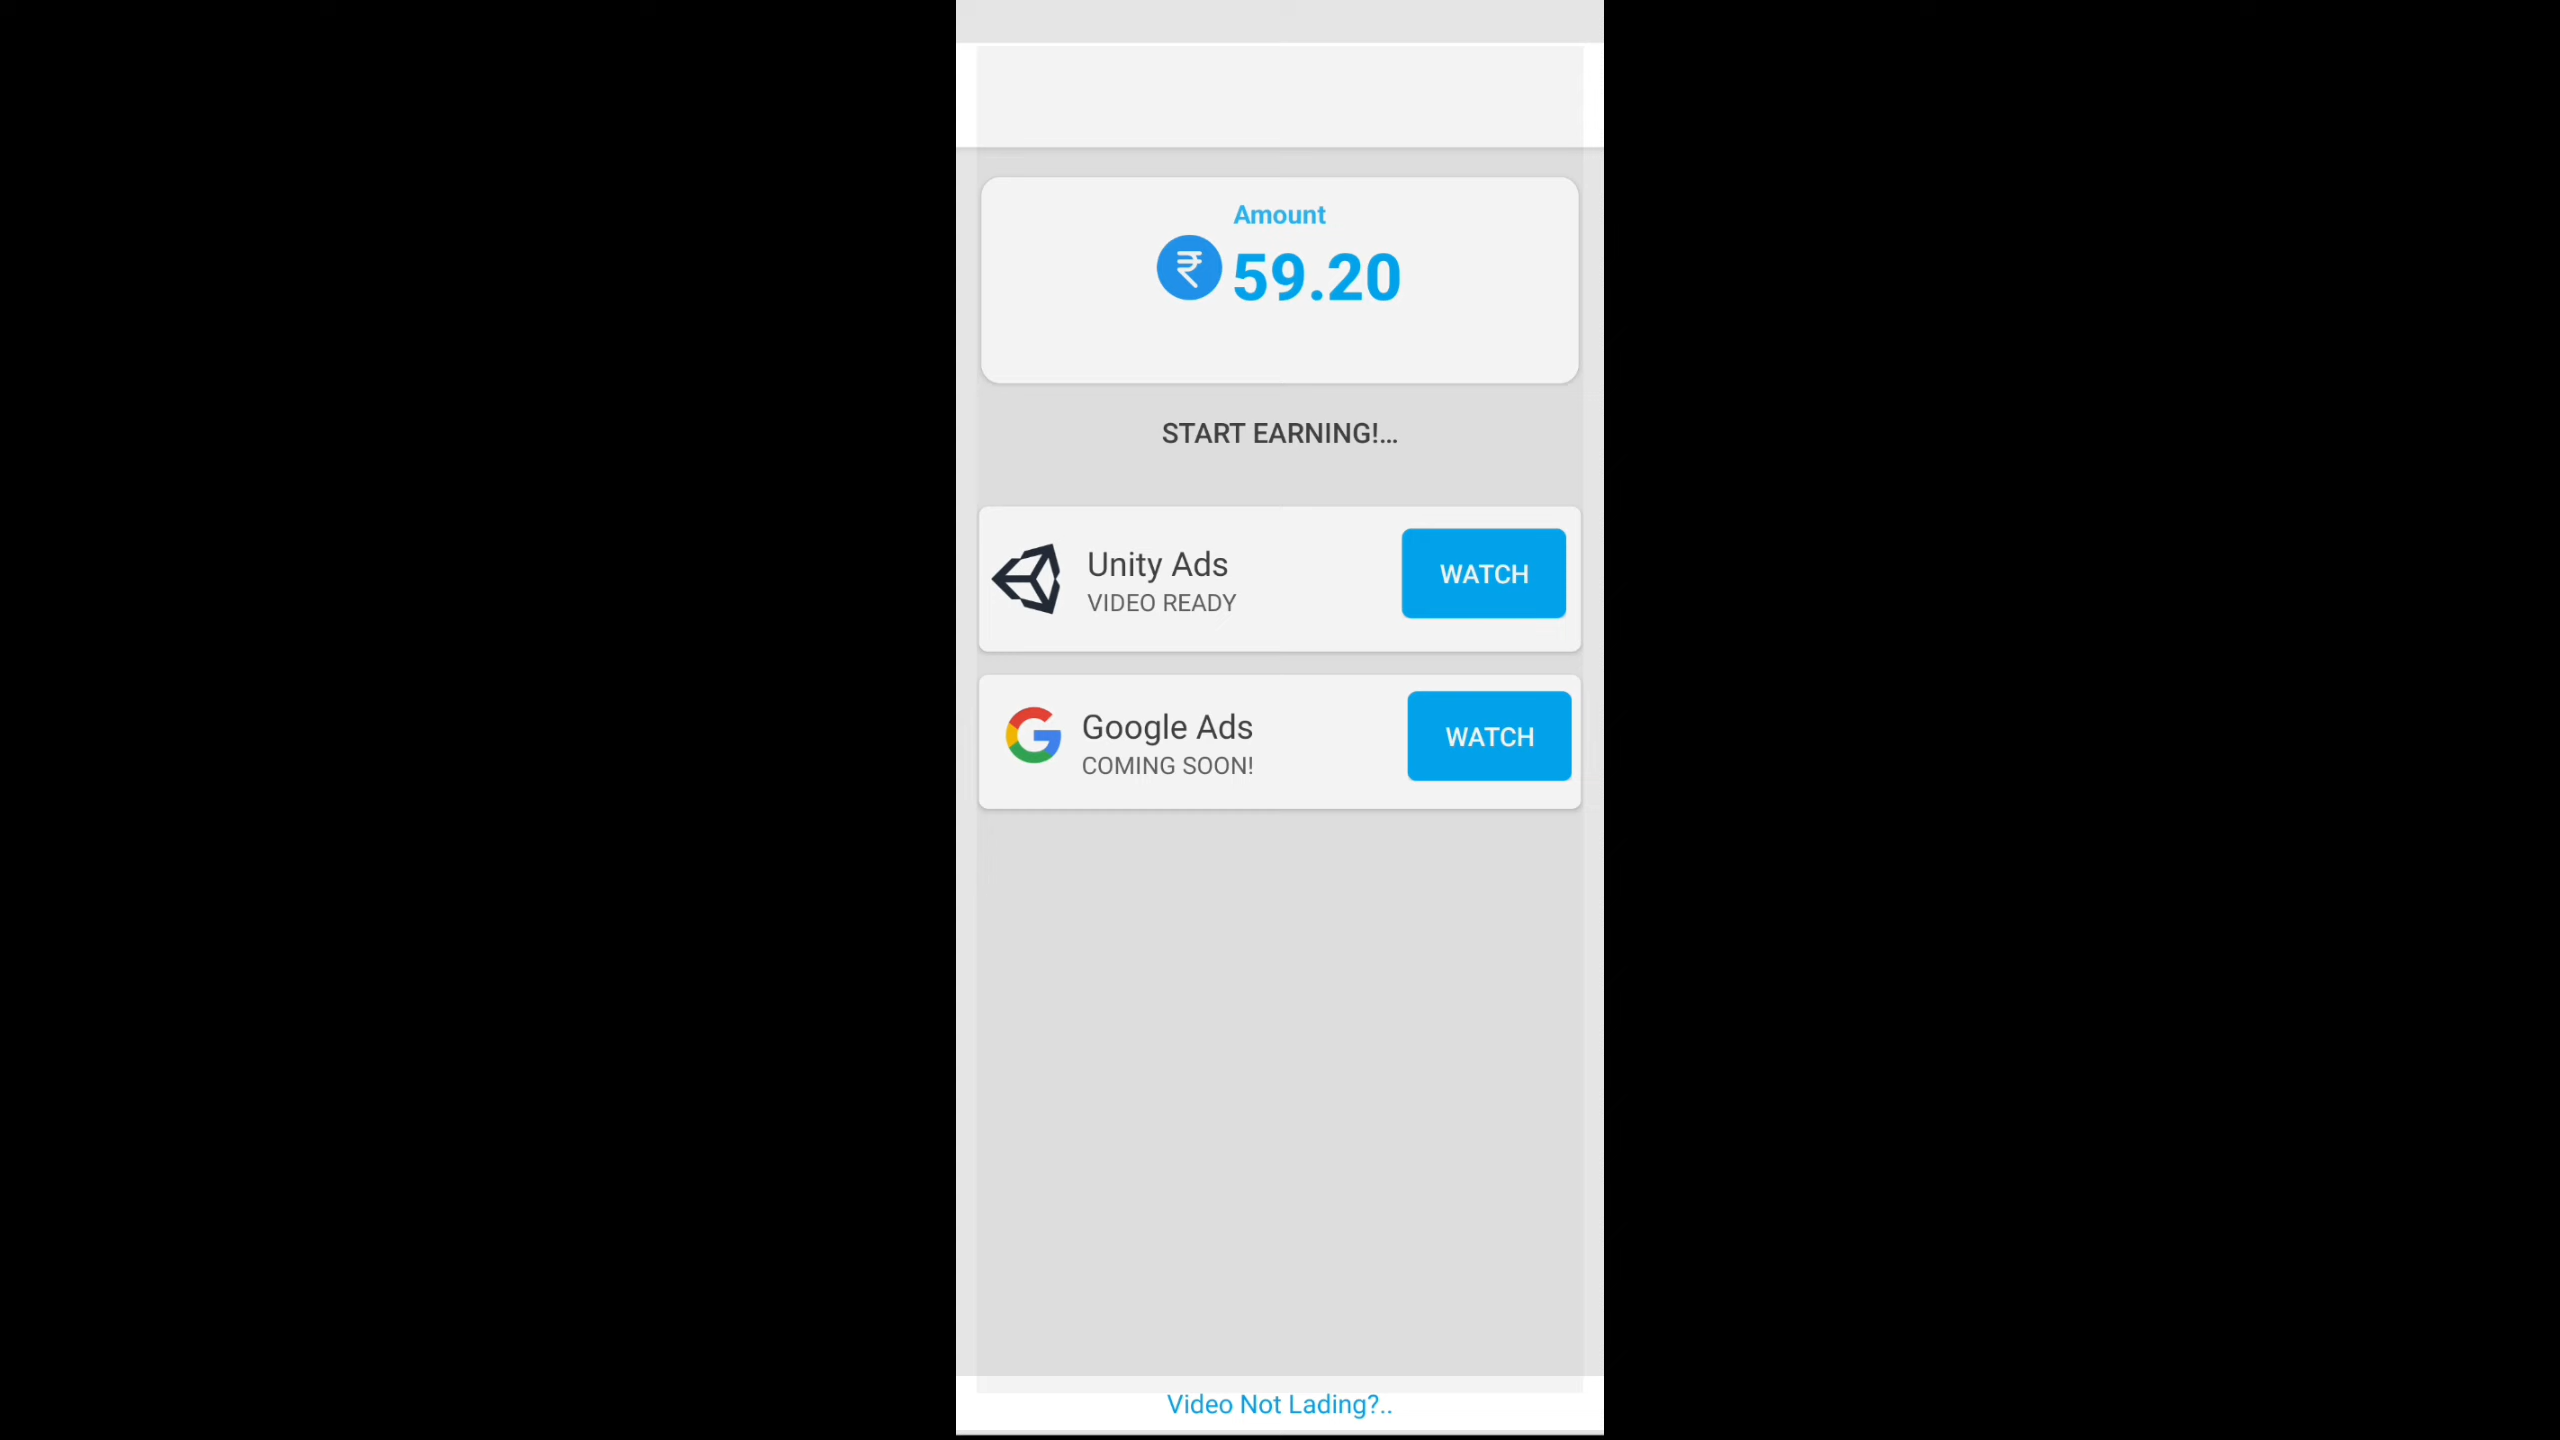 Amount
₹ 59.20
START EARNING!...
Unity Ads
VIDEO READY
WATCH
Google Ads
COMING SOON!
WATCH
Video Not Lading?..